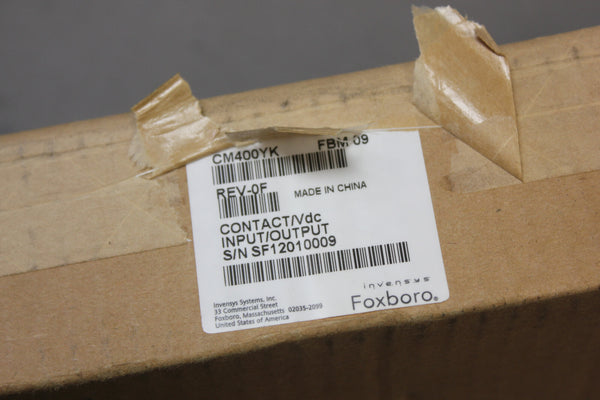 CM400YK FBM 09
REV-0F MADE IN CHINA
CONTACT/Vdc
INPUT/OUTPUT
S/N SF12010009
Invensys Systems, Inc.
33 Commercial Street
Foxboro, Massachusetts 02035-2099
United States of America
invensys
Foxboro®